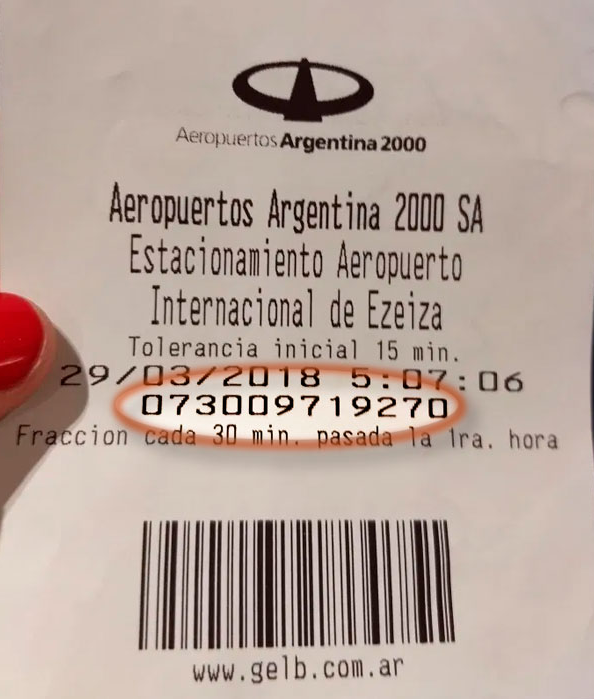 Aeropuertos Argentina 2000
Aeropuertos Argentina 2000 SA
Estacionamiento Aeropuerto
Internacional de Ezeiza
Tolerancia inicial 15 min.
29/03/2018 5:07:06
073009719270
Fraccion cada 30 min. pasada la 1ra. hora
www.gelb.com.ar